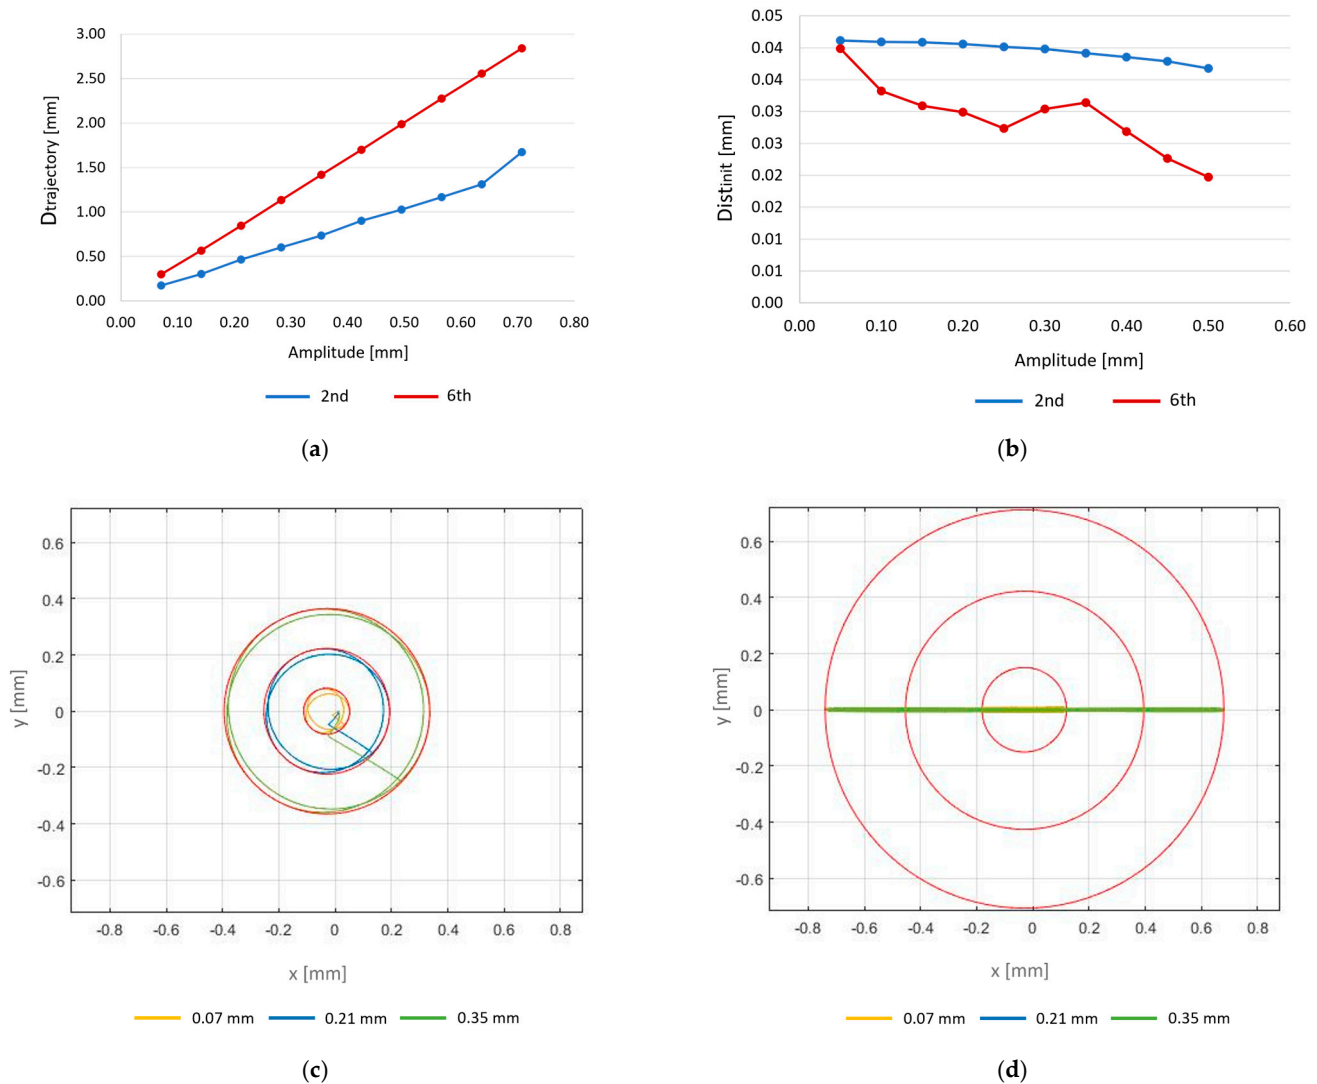 3.00
2.50
2.00
1.50
1.00
0.50
0.00
Dtrajectory [mm]
0.00 0.10 0.20 0.30 0.40 0.50 0.60 0.70 0.80
Amplitude [mm]
2nd 6th
(a)
0.05
0.04
0.04
0.03
0.03
0.02
0.02
0.01
0.01
0.00
Distinit [mm]
0.00 0.10 0.20 0.30 0.40 0.50 0.60
Amplitude [mm]
2nd 6th
(b)
0.6
0.4
0.2
0
-0.2
-0.4
-0.6
y [mm]
-0.8 -0.6 -0.4 -0.2 0 0.2 0.4 0.6 0.8
x [mm]
0.07 mm 0.21 mm 0.35 mm
(c)
0.6
0.4
0.2
0
-0.2
-0.4
-0.6
y [mm]
-0.8 -0.6 -0.4 -0.2 0 0.2 0.4 0.6 0.8
x [mm]
0.07 mm 0.21 mm 0.35 mm
(d)